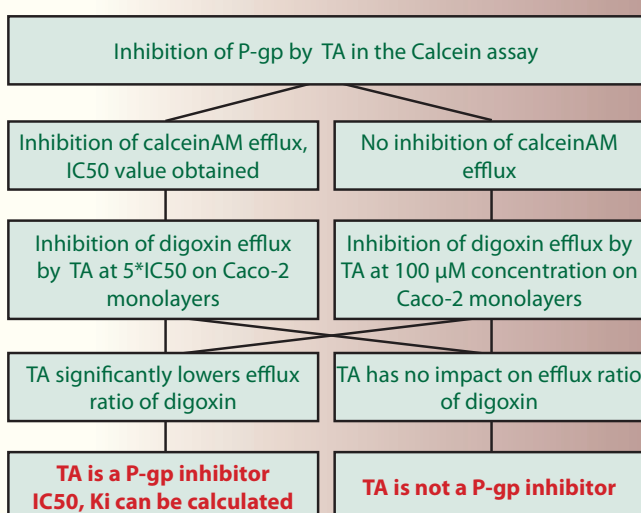 Inhibition of P-gp by TA in the Calcein assay
Inhibition of calceinAM efflux,
IC50 value obtained
No inhibition of calceinAM
efflux
Inhibition of digoxin efflux
by TA at 5*IC50 on Caco-2
monolayers
Inhibition of digoxin efflux by
TA at 100 µM concentration on
Caco-2 monolayers
TA significantly lowers efflux
ratio of digoxin
TA has no impact on efflux ratio
of digoxin
TA is a P-gp inhibitor
IC50, Ki can be calculated
TA is not a P-gp inhibitor